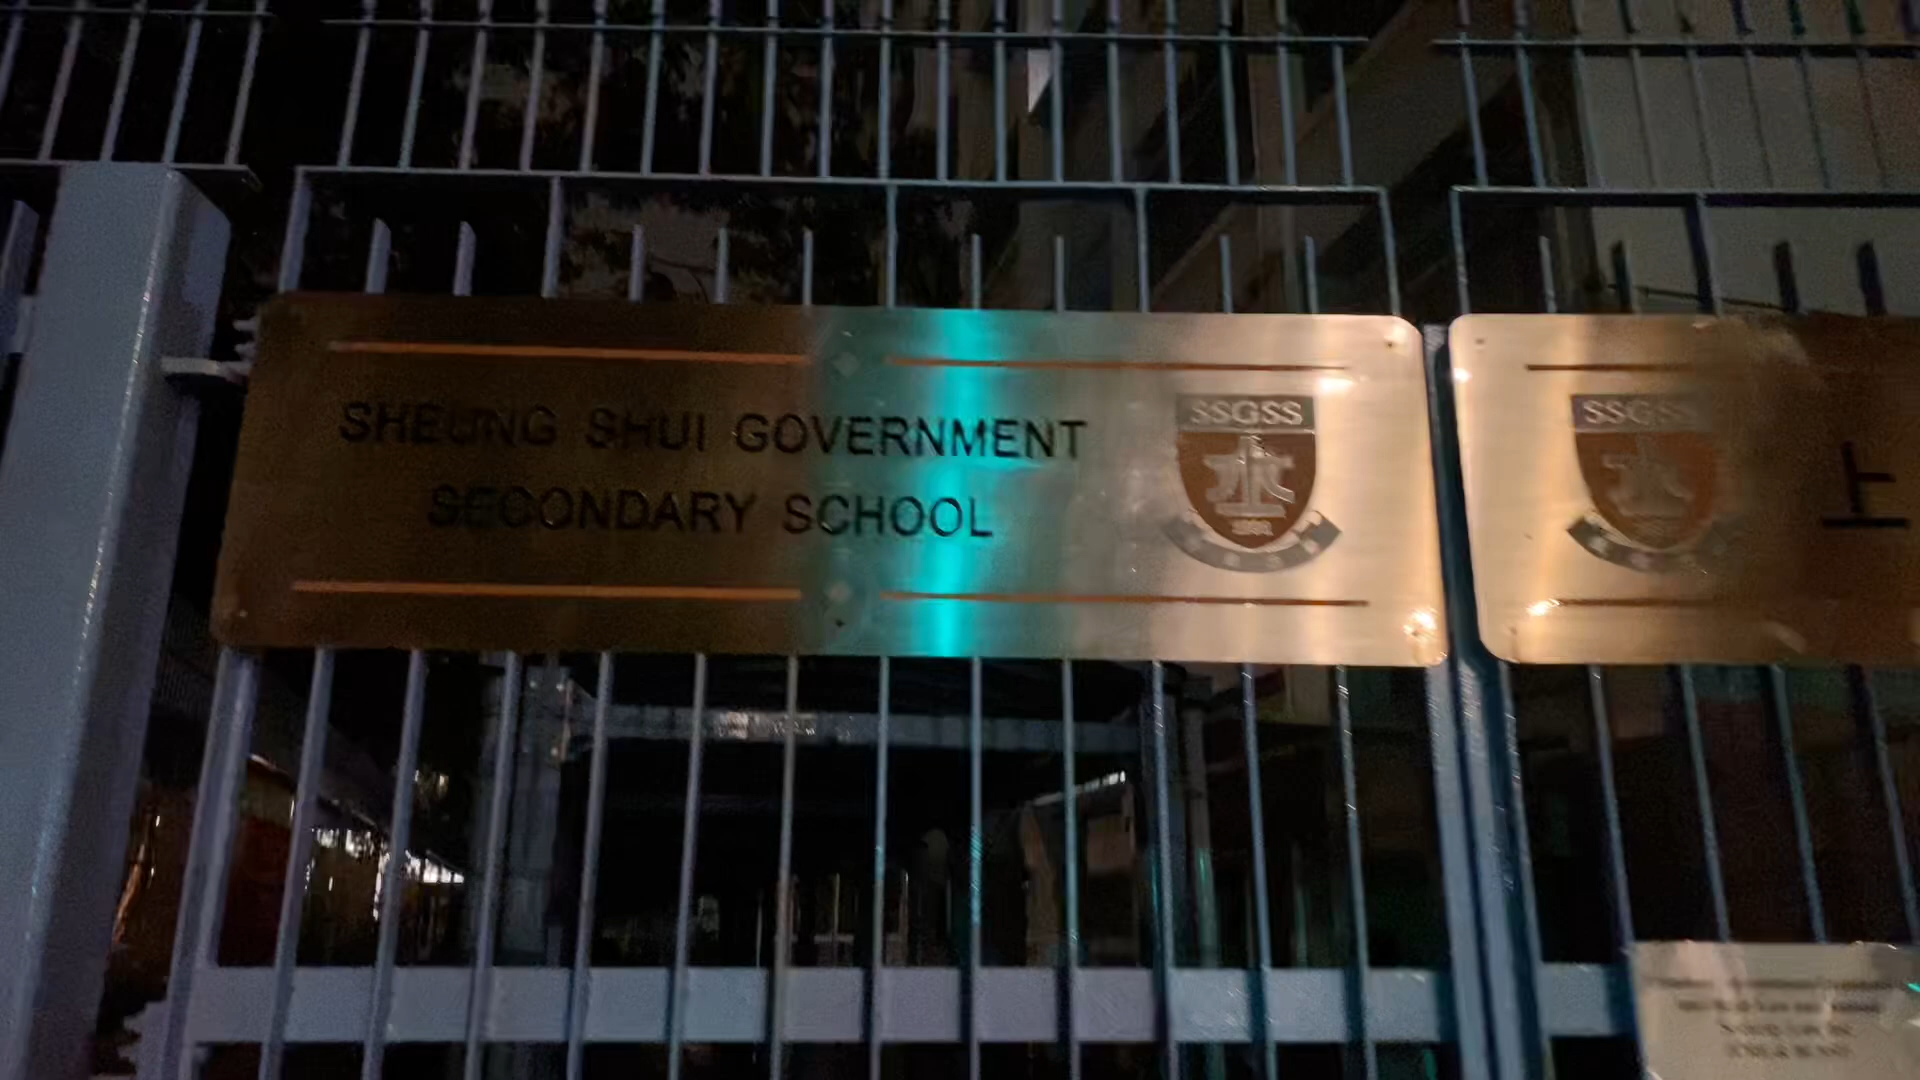 SHEUNG SHUI GOVERNMENT
SECONDARY SCHOOL
SSGSS
SSGSS
上